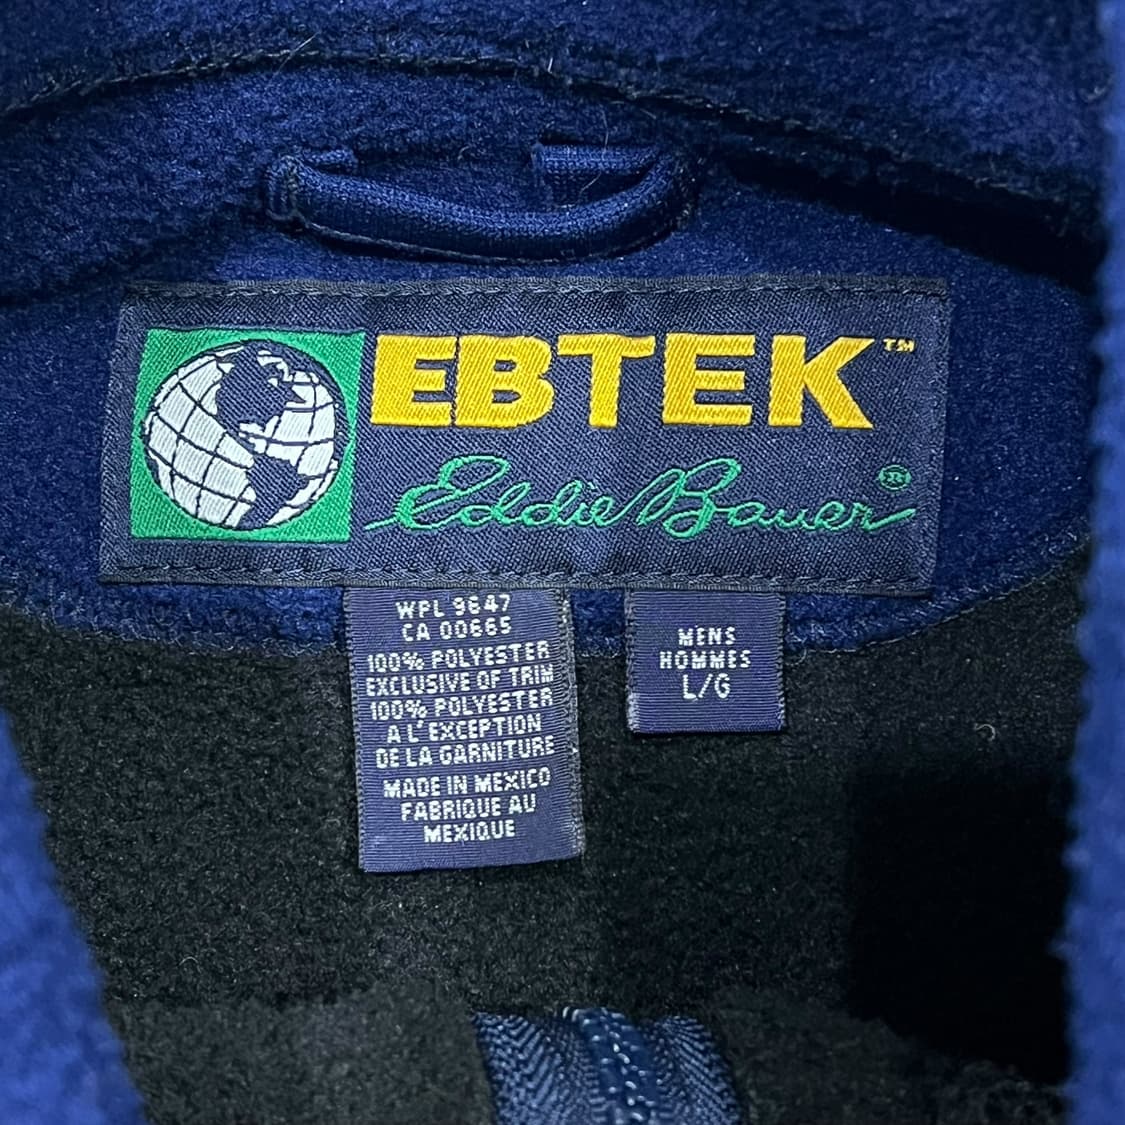 EBTEK™
Eddie Bauer®
WPL 9647
CA 00665
100% POLYESTER
EXCLUSIVE OF TRIM
100% POLYESTER
A L'EXCEPTION
DE LA GARNITURE
MADE IN MEXICO
FABRIQUE AU
MEXIQUE
MENS
HOMMES
L/G